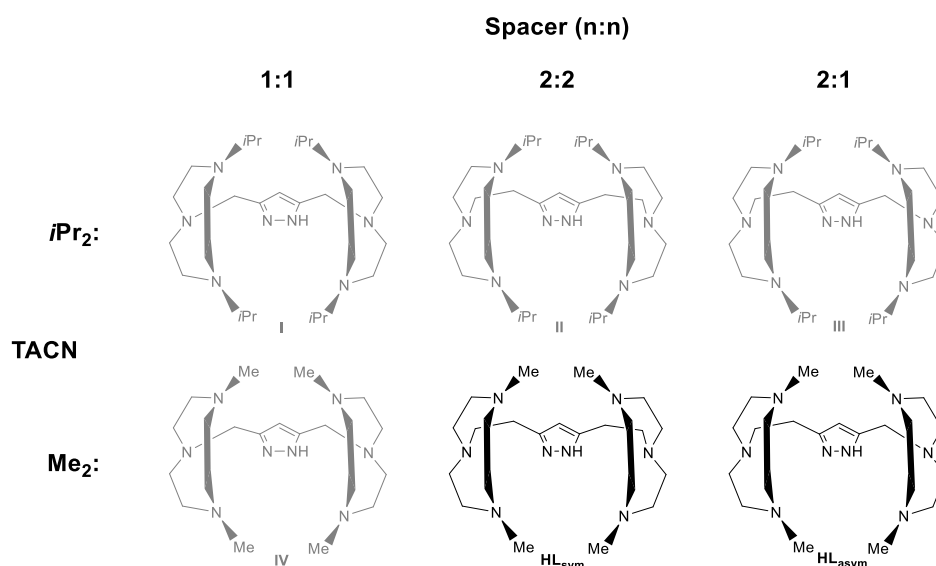 Spacer (n:n)
1:1 2:2 2:1
iPr iPr iPr iPr iPr iPr
N N N N N N
N N N N N N
N–NH N–NH N–NH
iPr₂:
N N N N N N
iPr iPr iPr iPr iPr iPr
I II III
TACN
Me Me Me Me Me Me
N N N N N N
N N N N N N
N–NH N–NH N–NH
Me₂:
N N N N N N
Me Me Me Me Me Me
IV HLsym HLasym